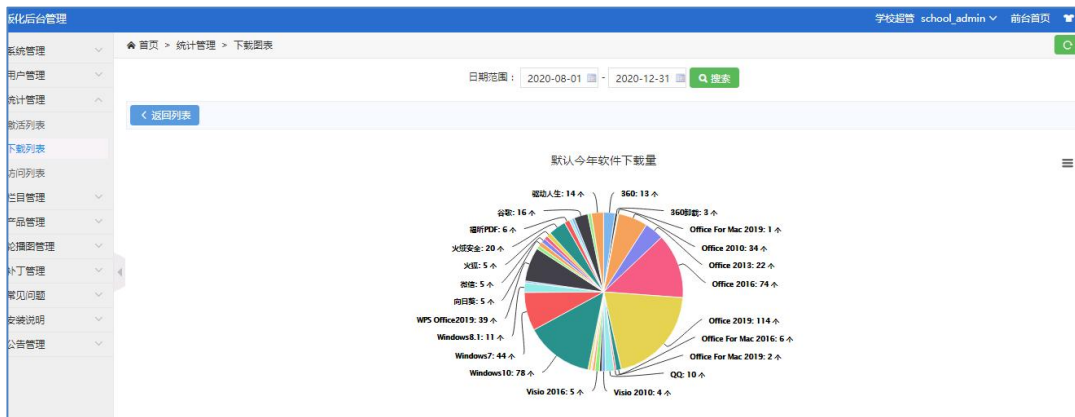 版化后台管理
学校超管 school_admin 前台首页
系统管理
用户管理
统计管理
激活列表
下载列表
访问列表
栏目管理
产品管理
轮播图管理
补丁管理
常见问题
安装说明
公告管理
首页 > 统计管理 > 下载图表
日期范围： 2020-08-01 - 2020-12-31 搜索
返回列表
默认今年软件下载量
驱动人生: 14 个
360: 13 个
谷歌: 16 个
360卸载: 3 个
福昕PDF: 6 个
Office For Mac 2019: 1 个
火绒安全: 20 个
Office 2010: 34 个
火狐: 5 个
Office 2013: 22 个
微信: 5 个
Office 2016: 74 个
向日葵: 5 个
WPS Office2019: 39 个
Office 2019: 114 个
Windows8.1: 11 个
Office For Mac 2016: 6 个
Windows7: 44 个
Office For Mac 2019: 2 个
Windows10: 78 个
QQ: 10 个
Visio 2016: 5 个
Visio 2010: 4 个